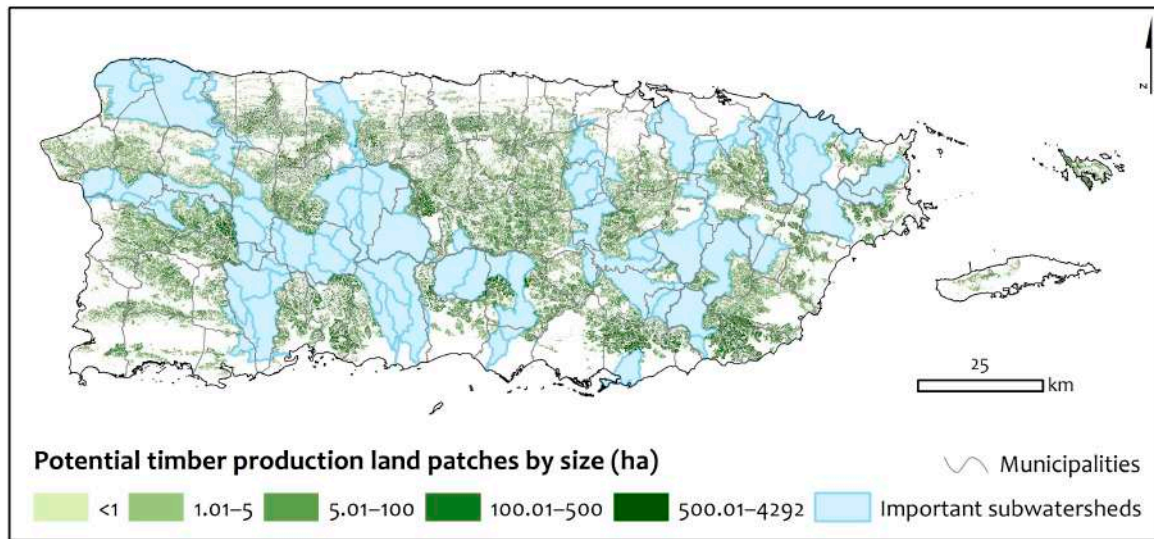 N
25
km
Potential timber production land patches by size (ha)
Municipalities
<1 1.01–5 5.01–100 100.01–500 500.01–4292 Important subwatersheds